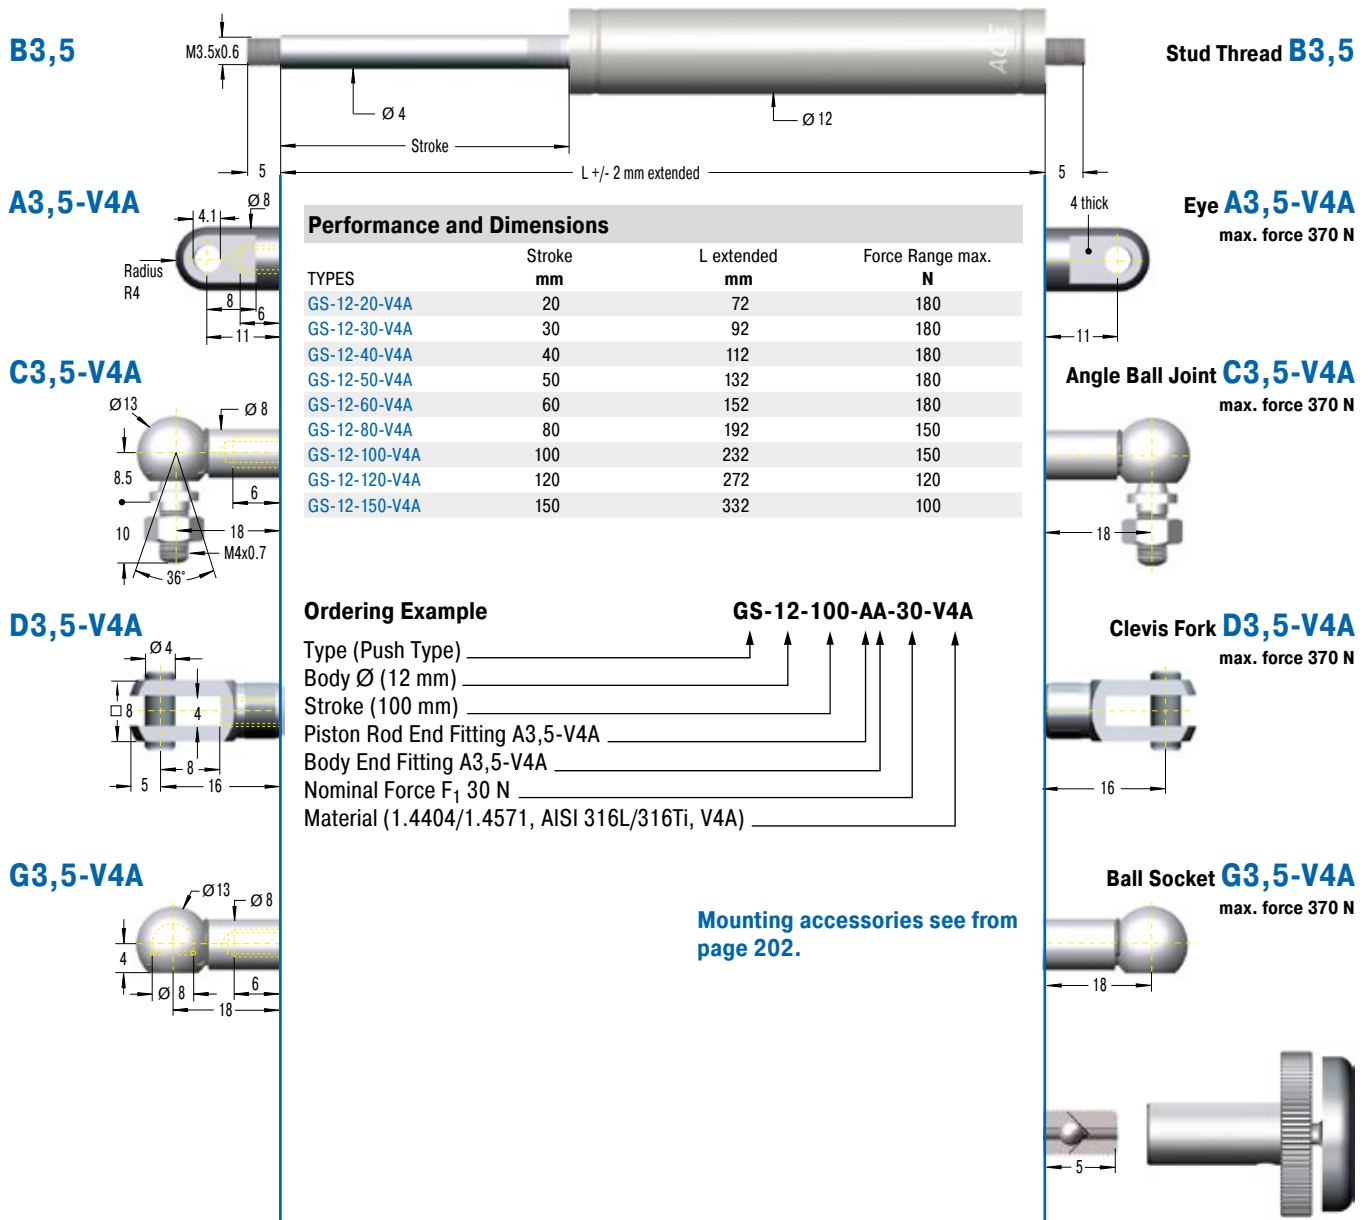 B3,5
M3.5x0.6
ACE
Stud Thread B3,5
Ø 4
Ø 12
Stroke
5
L +/- 2 mm extended
5
A3,5-V4A
4.1
Ø 8
Radius
R4
8
6
11
4 thick
Eye A3,5-V4A
max. force 370 N
11
Performance and Dimensions
Stroke L extended Force Range max.
TYPES mm mm N
GS-12-20-V4A 20 72 180
GS-12-30-V4A 30 92 180
GS-12-40-V4A 40 112 180
GS-12-50-V4A 50 132 180
GS-12-60-V4A 60 152 180
GS-12-80-V4A 80 192 150
GS-12-100-V4A 100 232 150
GS-12-120-V4A 120 272 120
GS-12-150-V4A 150 332 100
C3,5-V4A
Ø13
Ø 8
8.5
6
10
18
M4x0.7
36°
Angle Ball Joint C3,5-V4A
max. force 370 N
18
Ordering Example GS-12-100-AA-30-V4A
Type (Push Type)
Body Ø (12 mm)
Stroke (100 mm)
Piston Rod End Fitting A3,5-V4A
Body End Fitting A3,5-V4A
Nominal Force F₁ 30 N
Material (1.4404/1.4571, AISI 316L/316Ti, V4A)
D3,5-V4A
Ø 4
□ 8
4
8
5
16
Clevis Fork D3,5-V4A
max. force 370 N
16
G3,5-V4A
Ø13
Ø 8
4
6
Ø 8
18
Ball Socket G3,5-V4A
max. force 370 N
18
Mounting accessories see from
page 202.
5